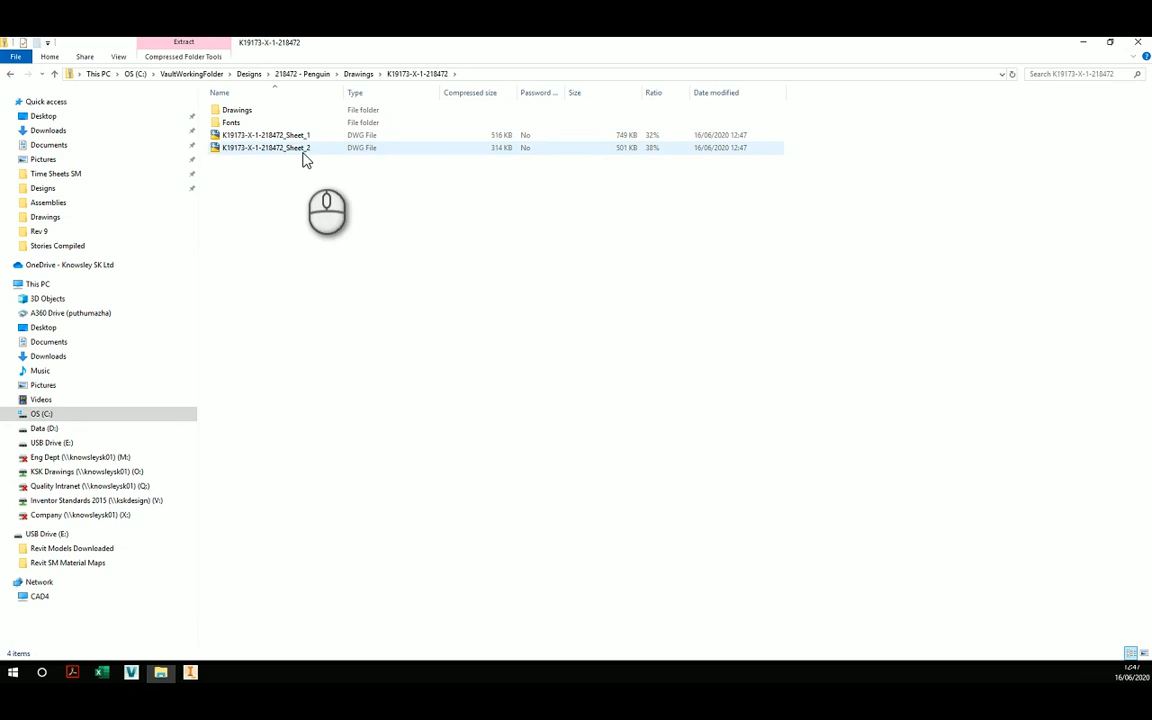 Extract
K19173-X-1-218472
File
Home
Share
View
Compressed Folder Tools
This PC
OS (C:)
VaultWorkingFolder
Designs
218472 - Penguin
Drawings
K19173-X-1-218472
Search K19173-X-1-218472
Name
Type
Compressed size
Password ...
Size
Ratio
Date modified
Drawings
File folder
Fonts
File folder
K19173-X-1-218472_Sheet_1
DWG File
516 KB
No
749 KB
32%
16/06/2020 12:47
K19173-X-1-218472_Sheet_2
DWG File
314 KB
No
501 KB
38%
16/06/2020 12:47
Quick access
Desktop
Downloads
Documents
Pictures
Time Sheets SM
Designs
Assemblies
Drawings
Rev 9
Stories Compiled
OneDrive - Knowsley SK Ltd
This PC
3D Objects
A360 Drive (puthumazha)
Desktop
Documents
Downloads
Music
Pictures
Videos
OS (C:)
Data (D:)
USB Drive (E:)
Eng Dept (\\knowsleysk01) (M:)
KSK Drawings (\\knowsleysk01) (O:)
Quality Intranet (\\knowsleysk01) (Q:)
Inventor Standards 2015 (\\kskdesign) (V:)
Company (\\knowsleysk01) (X:)
USB Drive (E:)
Revit Models Downloaded
Revit SM Material Maps
Network
CAD4
4 items
12:47
16/06/2020